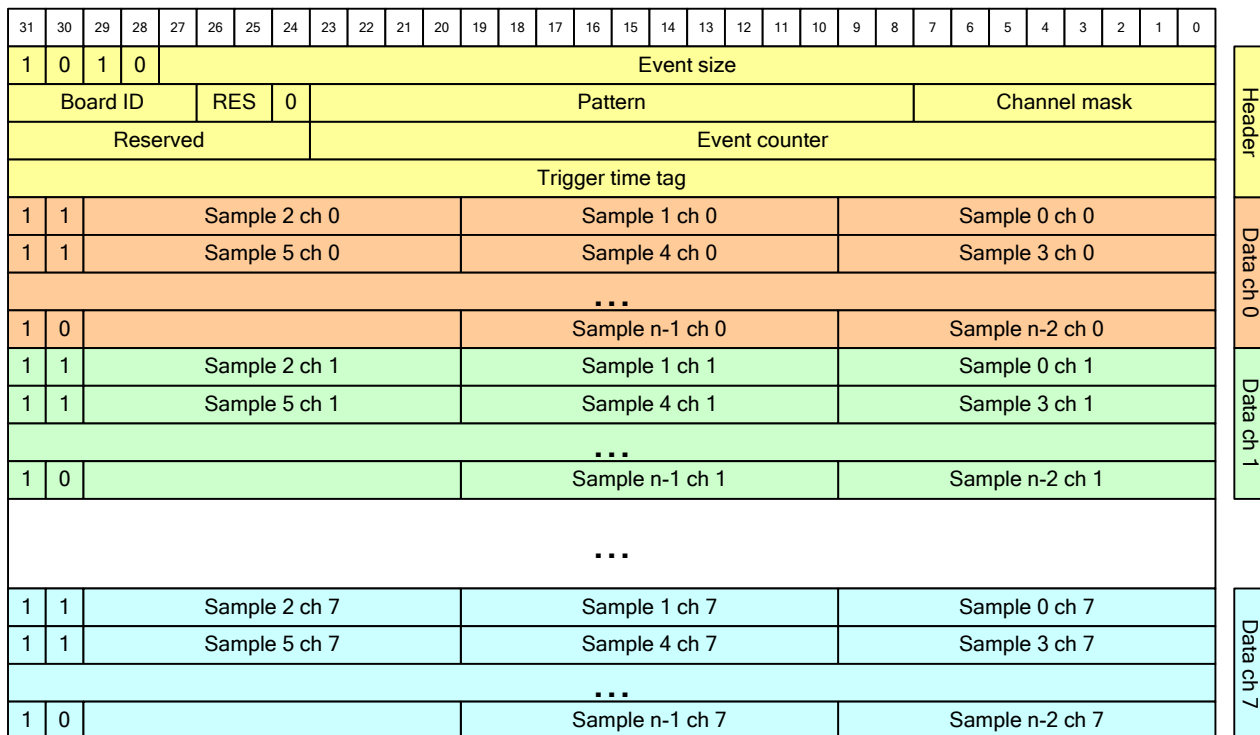 31 30 29 28 27 26 25 24 23 22 21 20 19 18 17 16 15 14 13 12 11 10 9 8 7 6 5 4 3 2 1 0
1 0 1 0 Event size
Board ID RES 0 Pattern Channel mask
Reserved Event counter
Trigger time tag
Header
1 1 Sample 2 ch 0 Sample 1 ch 0 Sample 0 ch 0
1 1 Sample 5 ch 0 Sample 4 ch 0 Sample 3 ch 0
...
1 0 Sample n-1 ch 0 Sample n-2 ch 0
Data ch 0
1 1 Sample 2 ch 1 Sample 1 ch 1 Sample 0 ch 1
1 1 Sample 5 ch 1 Sample 4 ch 1 Sample 3 ch 1
...
1 0 Sample n-1 ch 1 Sample n-2 ch 1
Data ch 1
...
1 1 Sample 2 ch 7 Sample 1 ch 7 Sample 0 ch 7
1 1 Sample 5 ch 7 Sample 4 ch 7 Sample 3 ch 7
...
1 0 Sample n-1 ch 7 Sample n-2 ch 7
Data ch 7